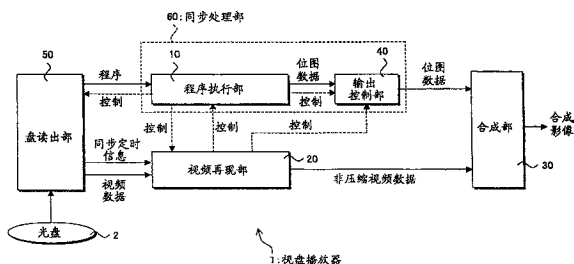 60:同步处理部
50
10
40
程序
位图
数据
位图
数据
盘读出部
程序执行部
输出
控制部
控制
控制
合成部
合成
影像
控制
控制
控制
同步定时
信息
20
视频再现部
30
视频
数据
非压缩视频数据
光盘
2
1:视盘播放器